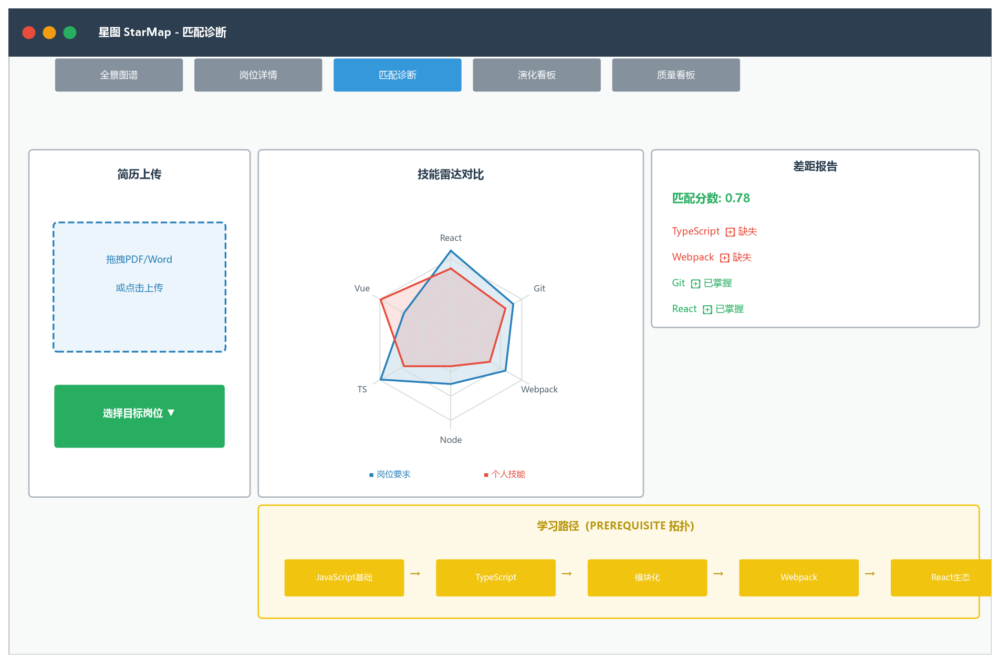 星图 StarMap - 匹配诊断
全景图谱
岗位详情
匹配诊断
演化看板
质量看板
简历上传
拖拽PDF/Word
或点击上传
选择目标岗位 ▼
技能雷达对比
React
Git
Vue
TS
Webpack
Node
■ 岗位要求
■ 个人技能
差距报告
匹配分数: 0.78
TypeScript 缺失
Webpack 缺失
Git 已掌握
React 已掌握
学习路径（PREREQUISITE 拓扑）
JavaScript基础 → TypeScript → 模块化 → Webpack → React生态